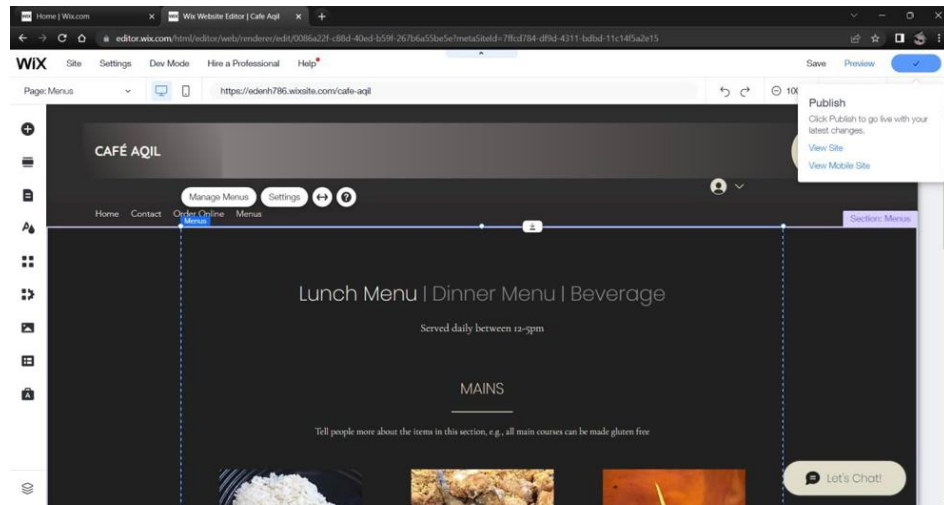 Home | Wix.com
Wix Website Editor | Cafe Aqil
editor.wix.com/html/editor/web/renderer/edit/0086a22f-c88d-40ed-b59f-267b6a55be5e?metaSiteId=7ffcd784-df9d-4311-bdbd-11c14f5a2e15
WiX Site Settings Dev Mode Hire a Professional Help Save Preview
Page: Menus https://edenh786.wixsite.com/cafe-aqil
Publish
Click Publish to go live with your
latest changes.
View Site
View Mobile Site
CAFÉ AQIL
Manage Menus Settings
Home Contact Order Online Menus
Menus
Section: Menus
Lunch Menu | Dinner Menu | Beverage
Served daily between 12-5pm
MAINS
Tell people more about the items in this section, e.g., all main courses can be made gluten free
Let's Chat!